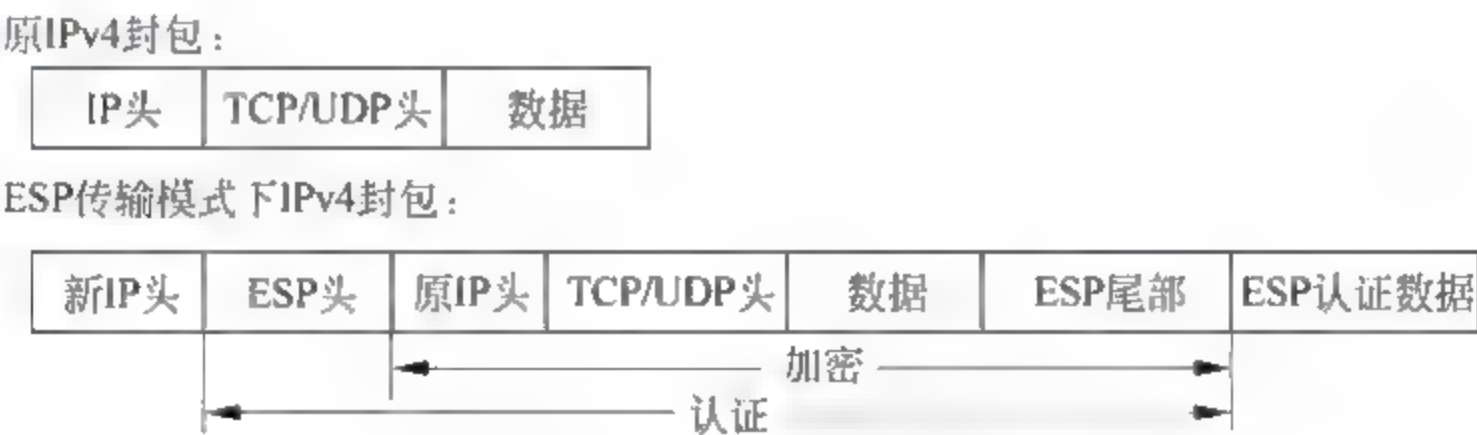 原IPv4封包：
IP头 TCP/UDP头 数据
ESP传输模式下IPv4封包：
新IP头 ESP头 原IP头 TCP/UDP头 数据 ESP尾部 ESP认证数据
加密
认证